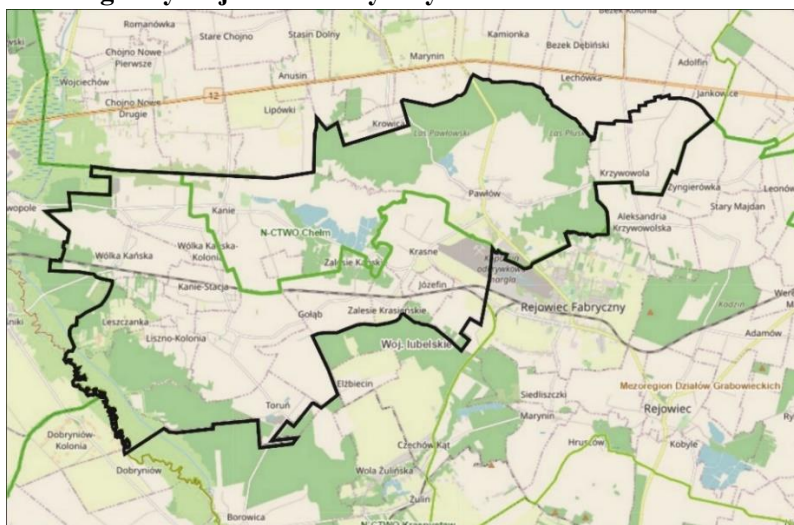 Romanówka
Stare Chojno
Stasin Dolny
Kamionka
Bezek Dębiński
Marynin
Adolfin
Chojno Nowe
Pierwsze
Wojciechów
Anusin
Lechówka
Jankowice
12
Chojno Nowe
Drugie
Lipówki
Krowica
Las Pawłowski
Krzywowola
Żyngierówka
Leonów
Pawłów
Stary Majdan
Kanie
Aleksandria
Krzywowolska
N-CTWO Chełm
Wólka Kańska-
Kolonia
Wólka Kańska
Krasne
Zalesie Kańskie
Kanie-Stacja
Józefin
Rejowiec Fabryczny
Gołąb
Zalesie Krasieńskie
Leszczanka
Liszno-Kolonia
Woj. lubelskie
Adamów
Elżbiecin
Siedliszczki
Mezoregion Działów Grabowieckich
Toruń
Marynin
Rejowiec
Dobryniów-
Kolonia
Czechów Kąt
Hruszów
Kobyle
Dobryniów
Wola Żulińska
Żulin
Borowica